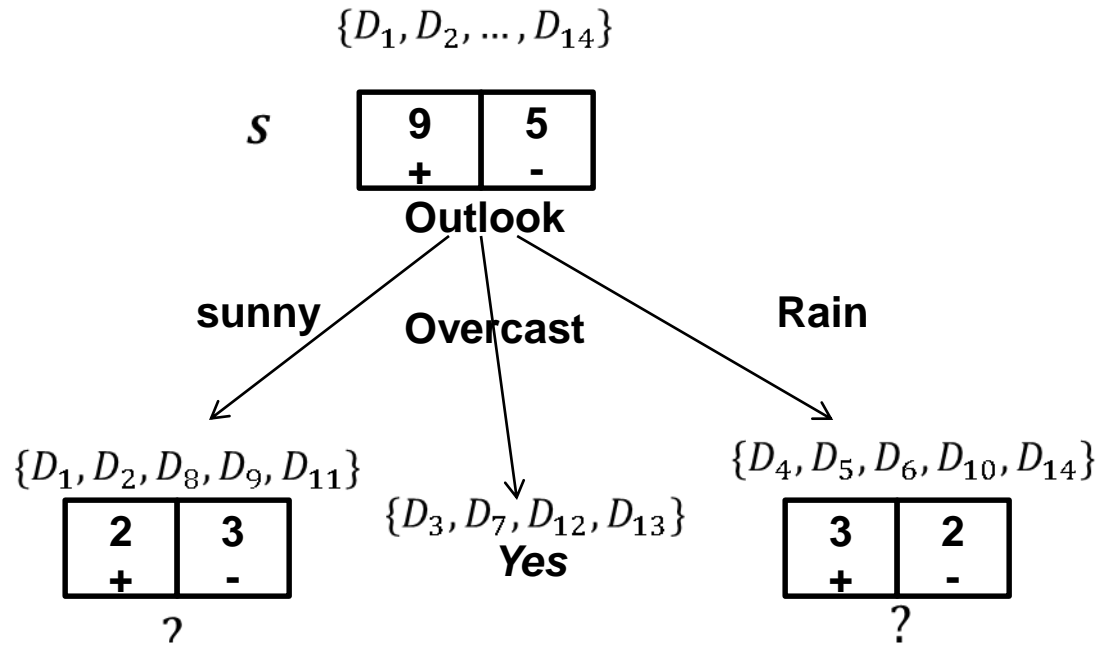 {D₁, D₂, … , D₁₄}
S
9 5
+ -
Outlook
sunny
Overcast
Rain
{D₁, D₂, D₈, D₉, D₁₁}
2 3
+ -
?
{D₃, D₇, D₁₂, D₁₃}
Yes
{D₄, D₅, D₆, D₁₀, D₁₄}
3 2
+ -
?